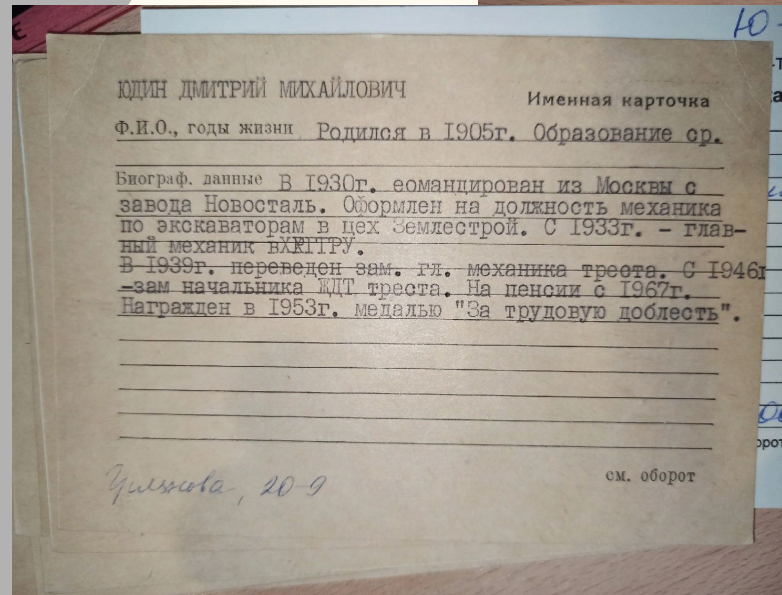 Ю-
ЮДИН ДМИТРИЙ МИХАЙЛОВИЧ
Именная карточка
Ф.И.О., годы жизни Родился в 1905г. Образование ср.
Биограф. данные В 1930г. еомандирован из Москвы с
завода Новосталь. Оформлен на должность механика
по экскаваторам в цех Землестрой. С 1933г. - глав-
ный механик
В 1939г. переведен зам. гл. механика треста. С 1946г
-зам начальника ЖДТ треста. На пенсии с 1967г.
Награжден в 1953г. медалью "За трудовую доблесть".
см. оборот
20-9